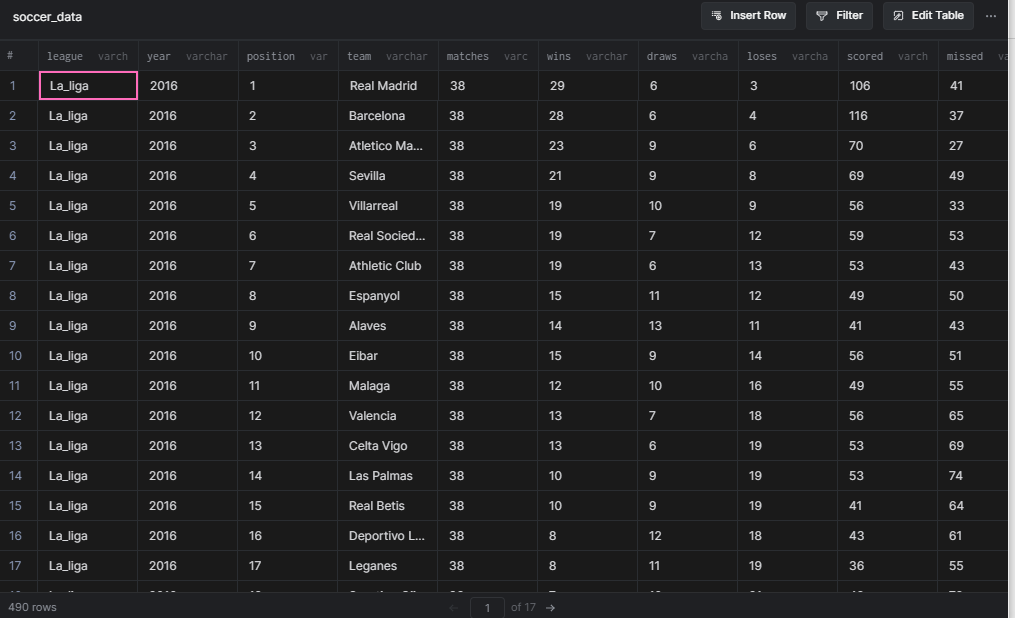 soccer_data Insert Row Filter Edit Table ...
# league varch year varchar position var team varchar matches varc wins varchar draws varcha loses varcha scored varch missed va
1 La_liga 2016 1 Real Madrid 38 29 6 3 106 41
2 La_liga 2016 2 Barcelona 38 28 6 4 116 37
3 La_liga 2016 3 Atletico Ma... 38 23 9 6 70 27
4 La_liga 2016 4 Sevilla 38 21 9 8 69 49
5 La_liga 2016 5 Villarreal 38 19 10 9 56 33
6 La_liga 2016 6 Real Socied... 38 19 7 12 59 53
7 La_liga 2016 7 Athletic Club 38 19 6 13 53 43
8 La_liga 2016 8 Espanyol 38 15 11 12 49 50
9 La_liga 2016 9 Alaves 38 14 13 11 41 43
10 La_liga 2016 10 Eibar 38 15 9 14 56 51
11 La_liga 2016 11 Malaga 38 12 10 16 49 55
12 La_liga 2016 12 Valencia 38 13 7 18 56 65
13 La_liga 2016 13 Celta Vigo 38 13 6 19 53 69
14 La_liga 2016 14 Las Palmas 38 10 9 19 53 74
15 La_liga 2016 15 Real Betis 38 10 9 19 41 64
16 La_liga 2016 16 Deportivo L... 38 8 12 18 43 61
17 La_liga 2016 17 Leganes 38 8 11 19 36 55
490 rows ← 1 of 17 →